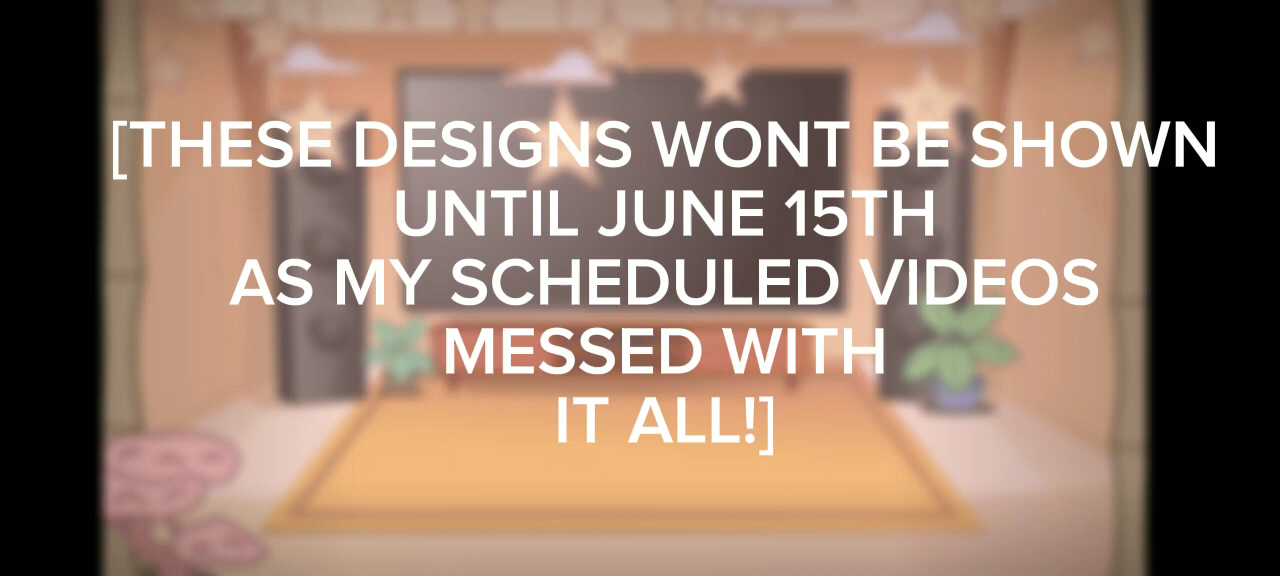 [THESE DESIGNS WONT BE SHOWN
UNTIL JUNE 15TH
AS MY SCHEDULED VIDEOS
MESSED WITH
IT ALL!]